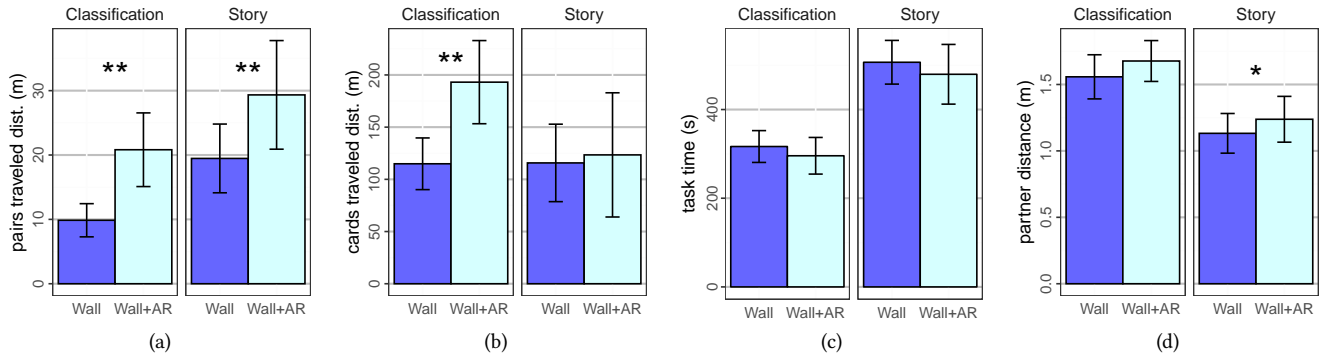 Classification Story
pairs traveled dist. (m)
30
20
10
0
** **
Wall Wall+AR Wall Wall+AR
(a)
Classification Story
cards traveled dist. (m)
200
150
100
50
0
**
Wall Wall+AR Wall Wall+AR
(b)
Classification Story
task time (s)
400
200
0
Wall Wall+AR Wall Wall+AR
(c)
Classification Story
partner distance (m)
1.5
1.0
0.5
0.0
*
Wall Wall+AR Wall Wall+AR
(d)